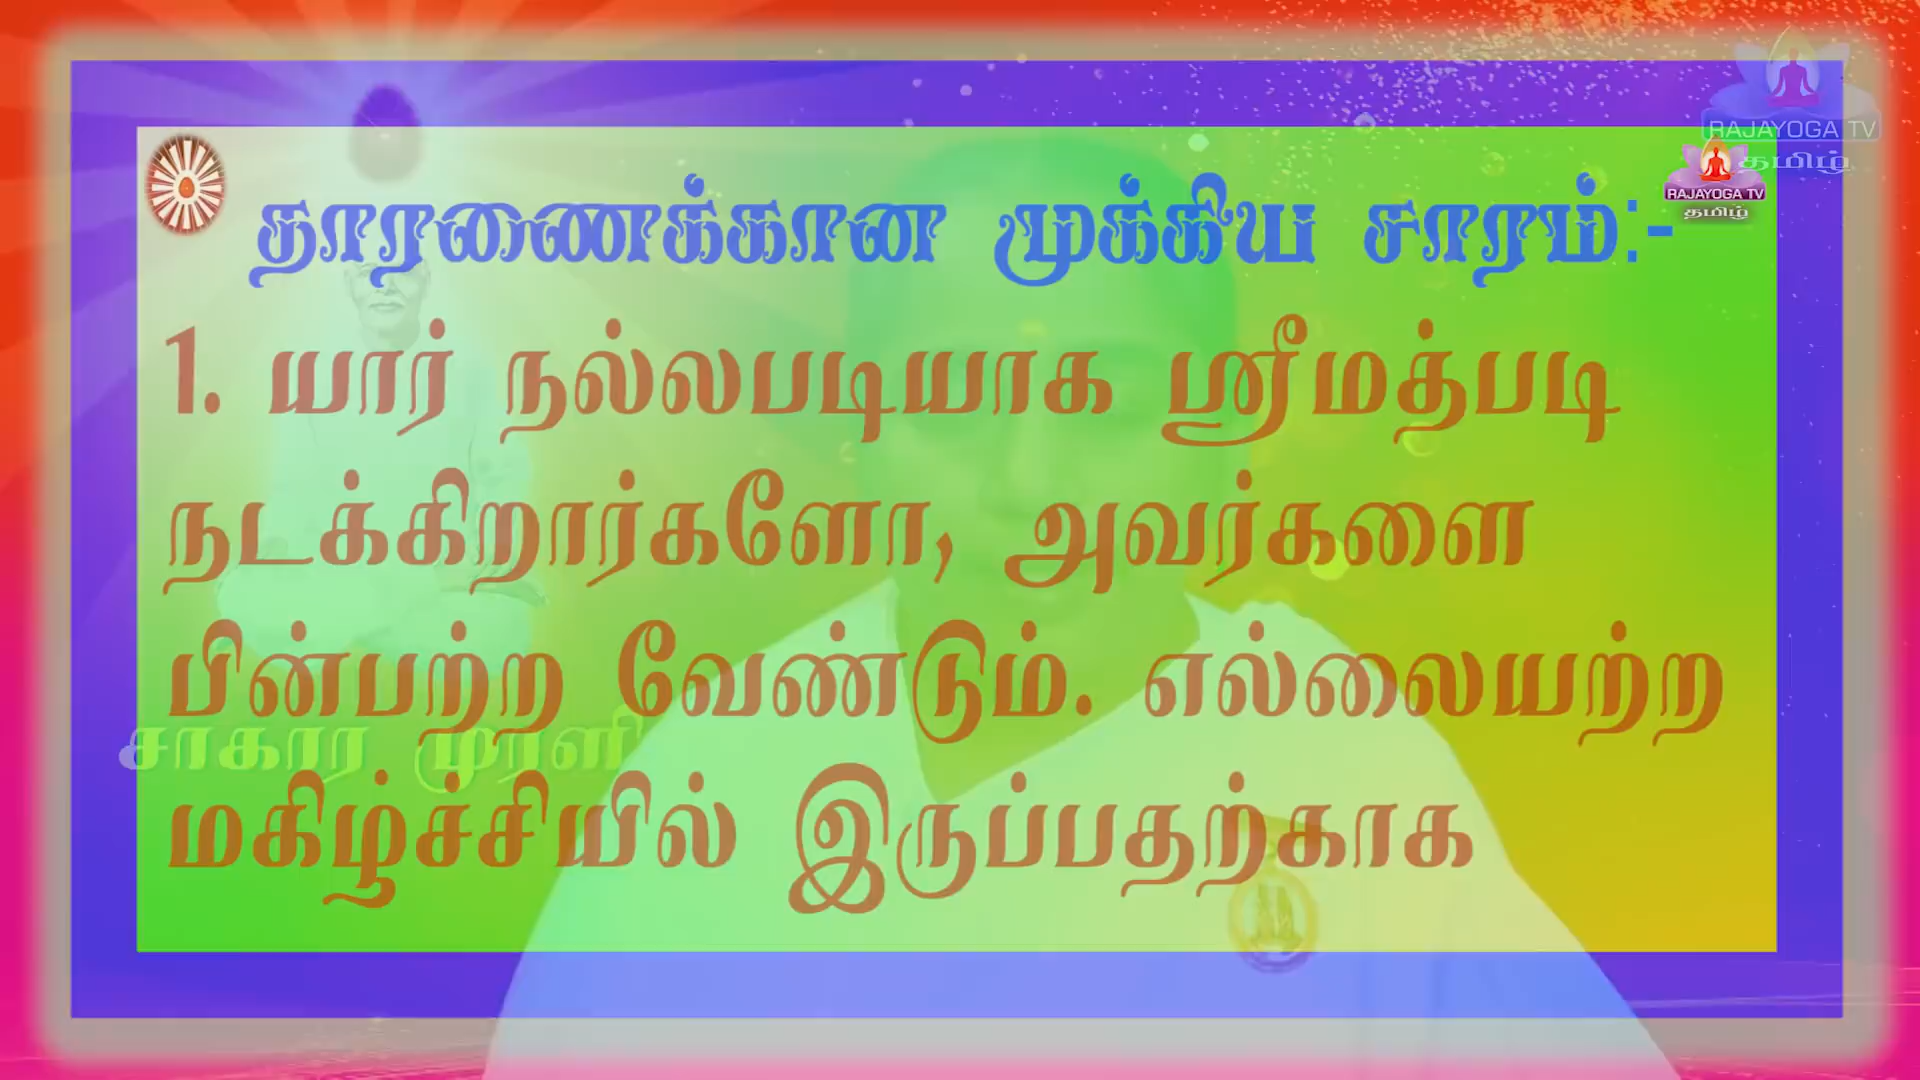 RAJAYOGA TV
தமிழ்
RAJAYOGA TV
தமிழ்
தாரணைக்கான முக்கிய சாரம்:-
1. யார் நல்லபடியாக ஸ்ரீமத்படி
நடக்கிறார்களோ, அவர்களை
பின்பற்ற வேண்டும். எல்லையற்ற
சாகார முரளி
மகிழ்ச்சியில் இருப்பதற்காக